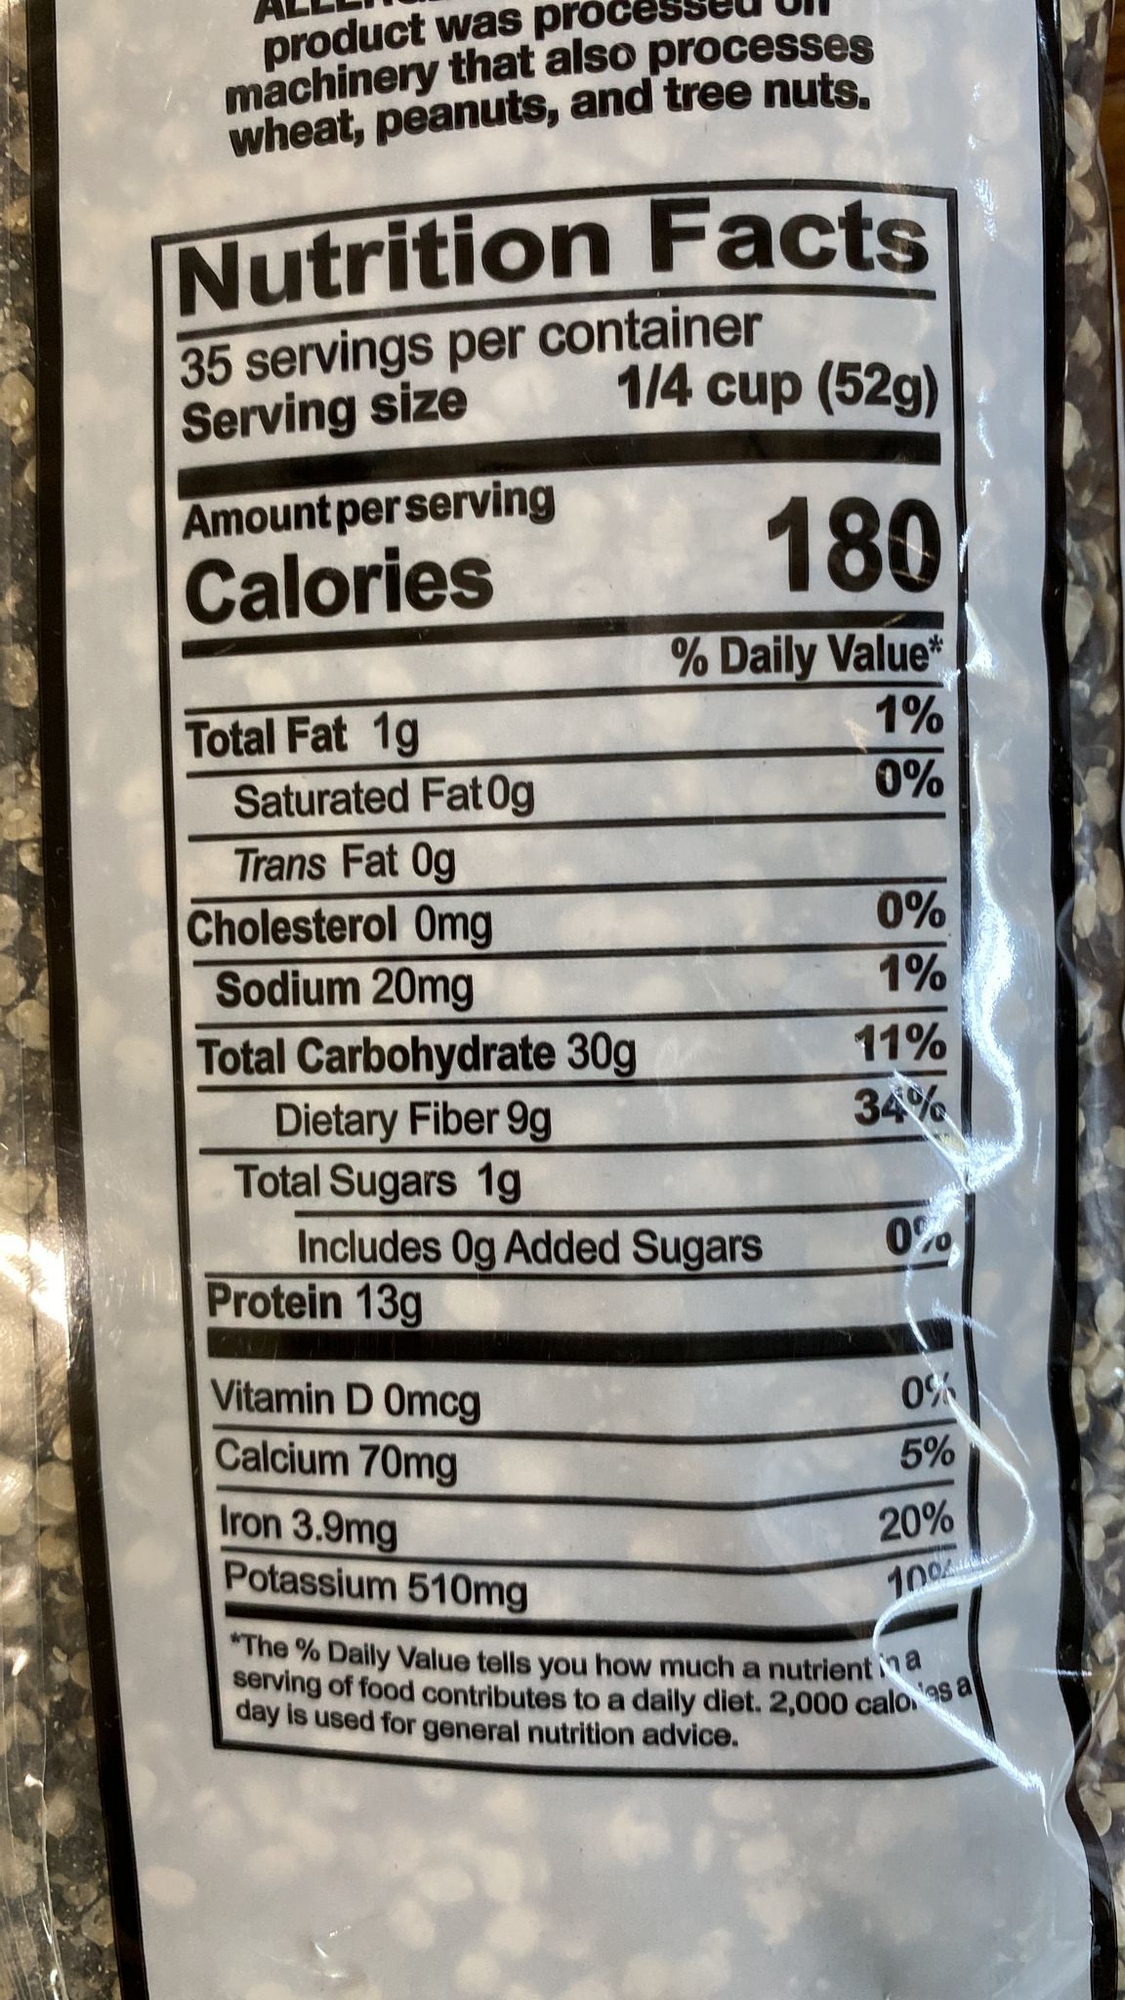 product was processed on
machinery that also processes
wheat, peanuts, and tree nuts.
Nutrition Facts
35 servings per container
Serving size 1/4 cup (52g)
Amount per serving
Calories 180
% Daily Value*
Total Fat 1g 1%
Saturated Fat 0g 0%
Trans Fat 0g
Cholesterol 0mg 0%
Sodium 20mg 1%
Total Carbohydrate 30g 11%
Dietary Fiber 9g 34%
Total Sugars 1g
Includes 0g Added Sugars 0%
Protein 13g
Vitamin D 0mcg 0%
Calcium 70mg 5%
Iron 3.9mg 20%
Potassium 510mg 10%
*The % Daily Value tells you how much a nutrient in a
serving of food contributes to a daily diet. 2,000 calories a
day is used for general nutrition advice.